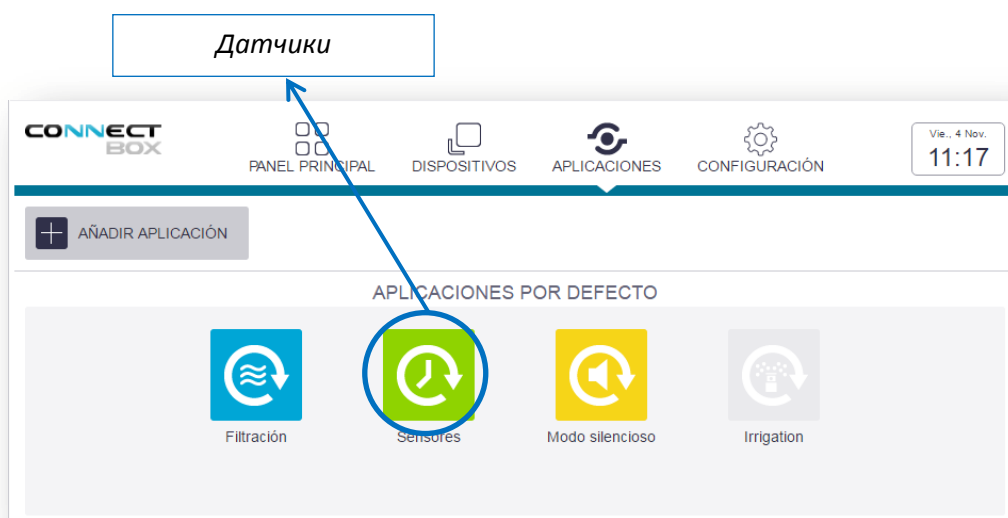 Датчики
CONNECT
BOX
PANEL PRINCIPAL
DISPOSITIVOS
APLICACIONES
CONFIGURACIÓN
Vie., 4 Nov.
11:17
AÑADIR APLICACIÓN
APLICACIONES POR DEFECTO
Filtración
Sensores
Modo silencioso
Irrigation